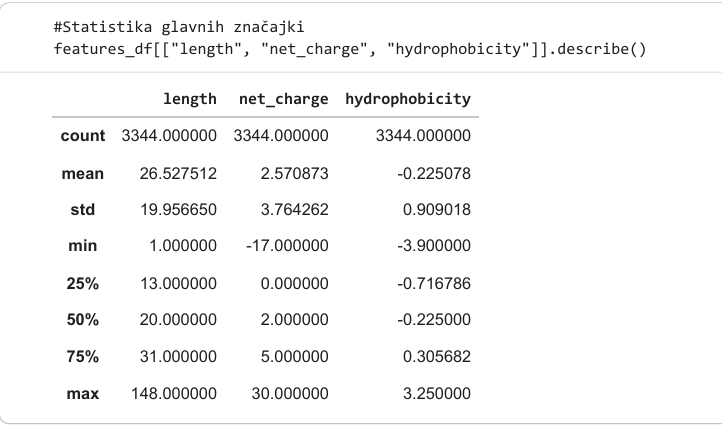 #Statistika glavnih značajki
features_df[["length", "net_charge", "hydrophobicity"]].describe()
length net_charge hydrophobicity
count 3344.000000 3344.000000 3344.000000
mean 26.527512 2.570873 -0.225078
std 19.956650 3.764262 0.909018
min 1.000000 -17.000000 -3.900000
25% 13.000000 0.000000 -0.716786
50% 20.000000 2.000000 -0.225000
75% 31.000000 5.000000 0.305682
max 148.000000 30.000000 3.250000